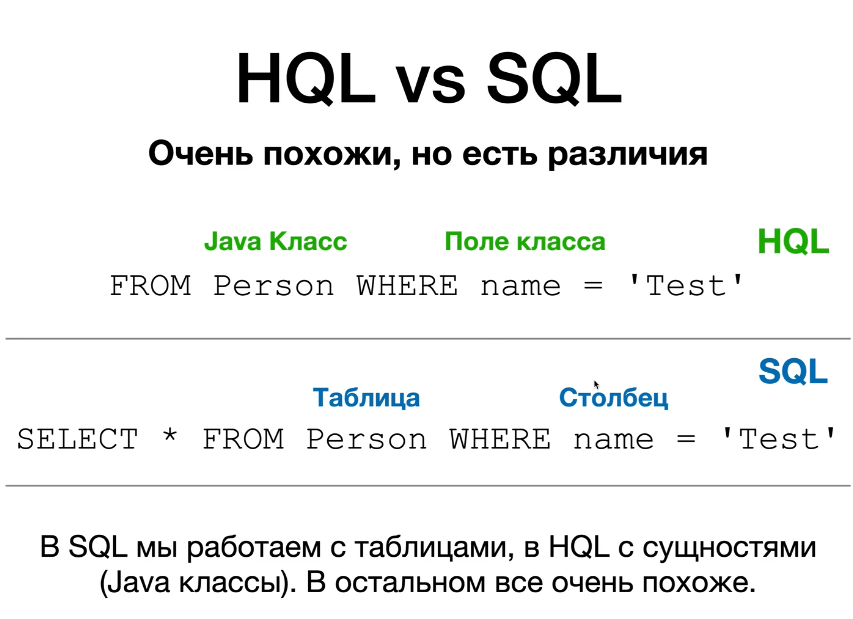 HQL vs SQL
Очень похожи, но есть различия
Java Класс Поле класса HQL
FROM Person WHERE name = 'Test'
SQL
Таблица Столбец
SELECT * FROM Person WHERE name = 'Test'
В SQL мы работаем с таблицами, в HQL с сущностями
(Java классы). В остальном все очень похоже.